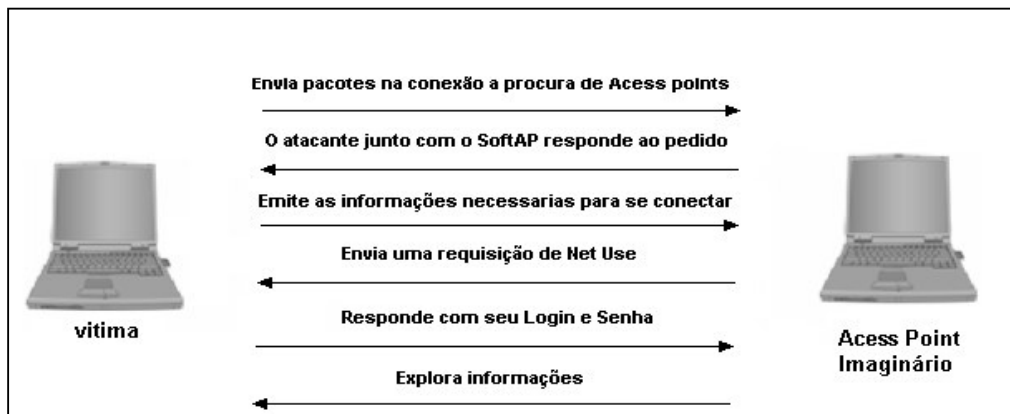 Envia pacotes na conexão a procura de Acess points
O atacante junto com o SoftAP responde ao pedido
Emite as informações necessarias para se conectar
Envia uma requisição de Net Use
Responde com seu Login e Senha
Explora informações
vitima
Acess Point
Imaginário